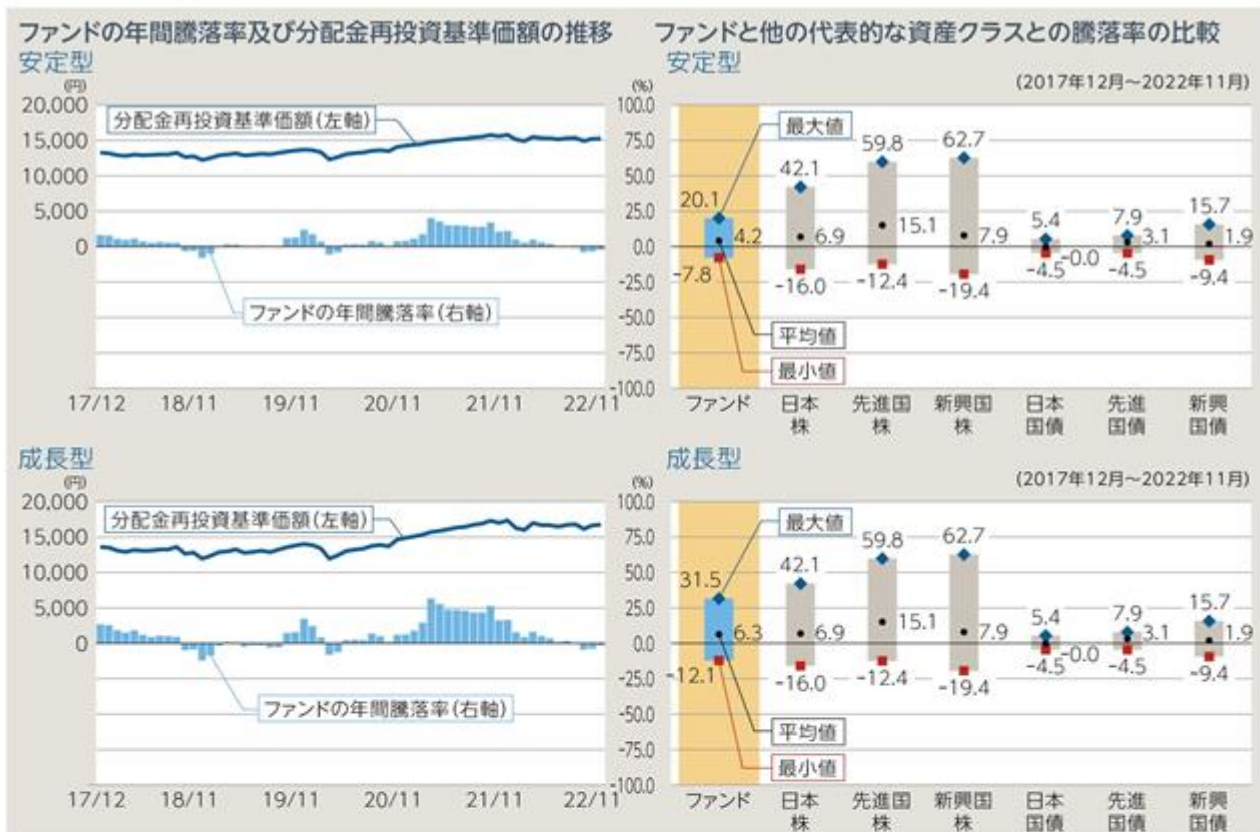 ファンドの年間騰落率及び分配金再投資基準価額の推移
安定型
(円)
20,000
15,000
10,000
5,000
0
分配金再投資基準価額(左軸)
ファンドの年間騰落率(右軸)
(%)
100.0
75.0
50.0
25.0
0.0
-25.0
-50.0
-75.0
-100.0
17/12 18/11 19/11 20/11 21/11 22/11
ファンドと他の代表的な資産クラスとの騰落率の比較
安定型
(2017年12月～2022年11月)
最大値
20.1 42.1 59.8 62.7 5.4 7.9 15.7
4.2 6.9 15.1 7.9 -0.0 3.1 1.9
-7.8 -16.0 -12.4 -19.4 -4.5 -4.5 -9.4
平均値
最小値
ファンド 日本 先進国 新興国 日本 先進 新興
株 株 株 国債 国債 国債
成長型
(円)
20,000
15,000
10,000
5,000
0
分配金再投資基準価額(左軸)
ファンドの年間騰落率(右軸)
(%)
100.0
75.0
50.0
25.0
0.0
-25.0
-50.0
-75.0
-100.0
17/12 18/11 19/11 20/11 21/11 22/11
成長型
(2017年12月～2022年11月)
最大値
31.5 42.1 59.8 62.7 5.4 7.9 15.7
6.3 6.9 15.1 7.9 -0.0 3.1 1.9
-12.1 -16.0 -12.4 -19.4 -4.5 -4.5 -9.4
平均値
最小値
ファンド 日本 先進国 新興国 日本 先進 新興
株 株 株 国債 国債 国債